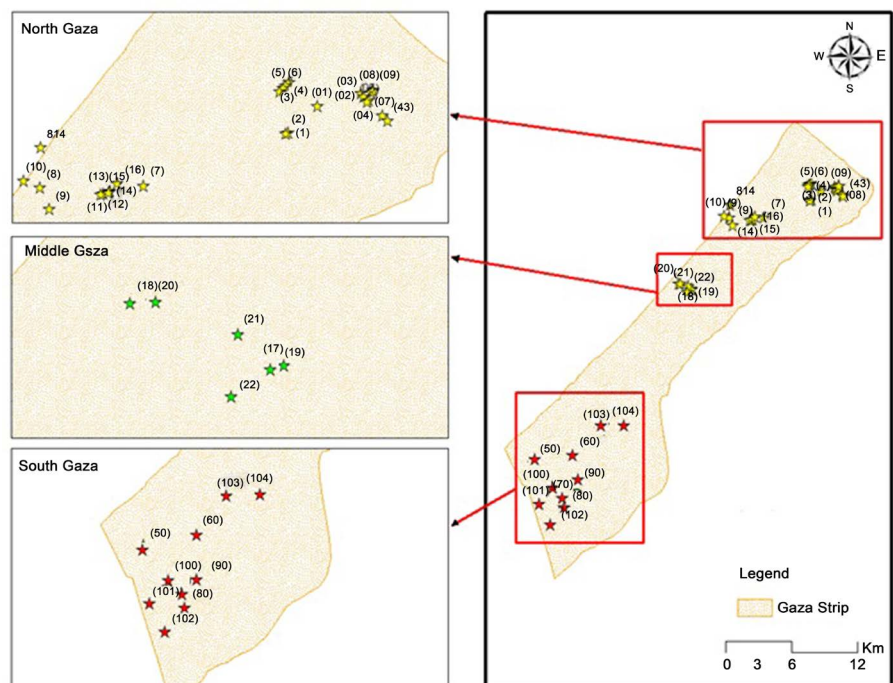 North Gaza
(5) (6)
(03) (08)(09)
(4) (01)
(3) (02) (07)
(04) (43)
(2)
(1)
814
(10) (13)(15) (16) (7)
(8)
(14)
(9) (11) (12)
Middle Gsza
(18)(20)
(21)
(17) (19)
(22)
South Gaza
(103) (104)
(60)
(50)
(100) (90)
(101) (80)
(102)
N
W E
S
(5)(6) (09)
(4) (43)
(3) (2) (08)
814
(10) (9) (9) (7) (1)
(16)
(14) (15)
(20) (21) (22)
(18) (19)
(103) (104)
(60)
(50)
(100) (90)
(70)
(101) (80)
(102)
Legend
Gaza Strip
Km
0 3 6 12